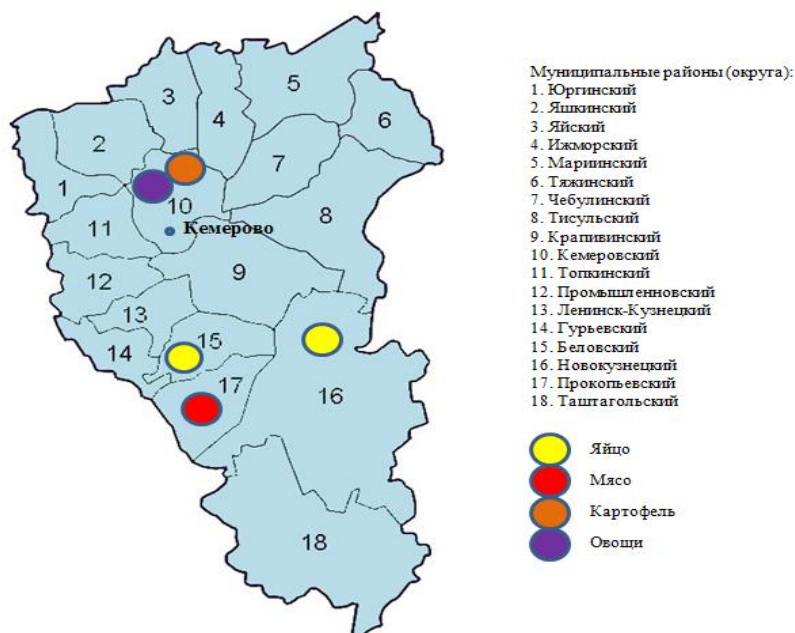 5
3
4
6
2
7
1
10
8
11
Кемерово
9
12
13
15
14
17
16
18
Муниципальные районы (округа):
1. Юргинский
2. Яшкинский
3. Яйский
4. Ижморский
5. Мариинский
6. Тяжинский
7. Чебулинский
8. Тисульский
9. Крапивинский
10. Кемеровский
11. Топкинский
12. Промышленновский
13. Ленинск-Кузнецкий
14. Гурьевский
15. Беловский
16. Новокузнецкий
17. Прокопьевский
18. Таштагольский
Яйцо
Мясо
Картофель
Овощи